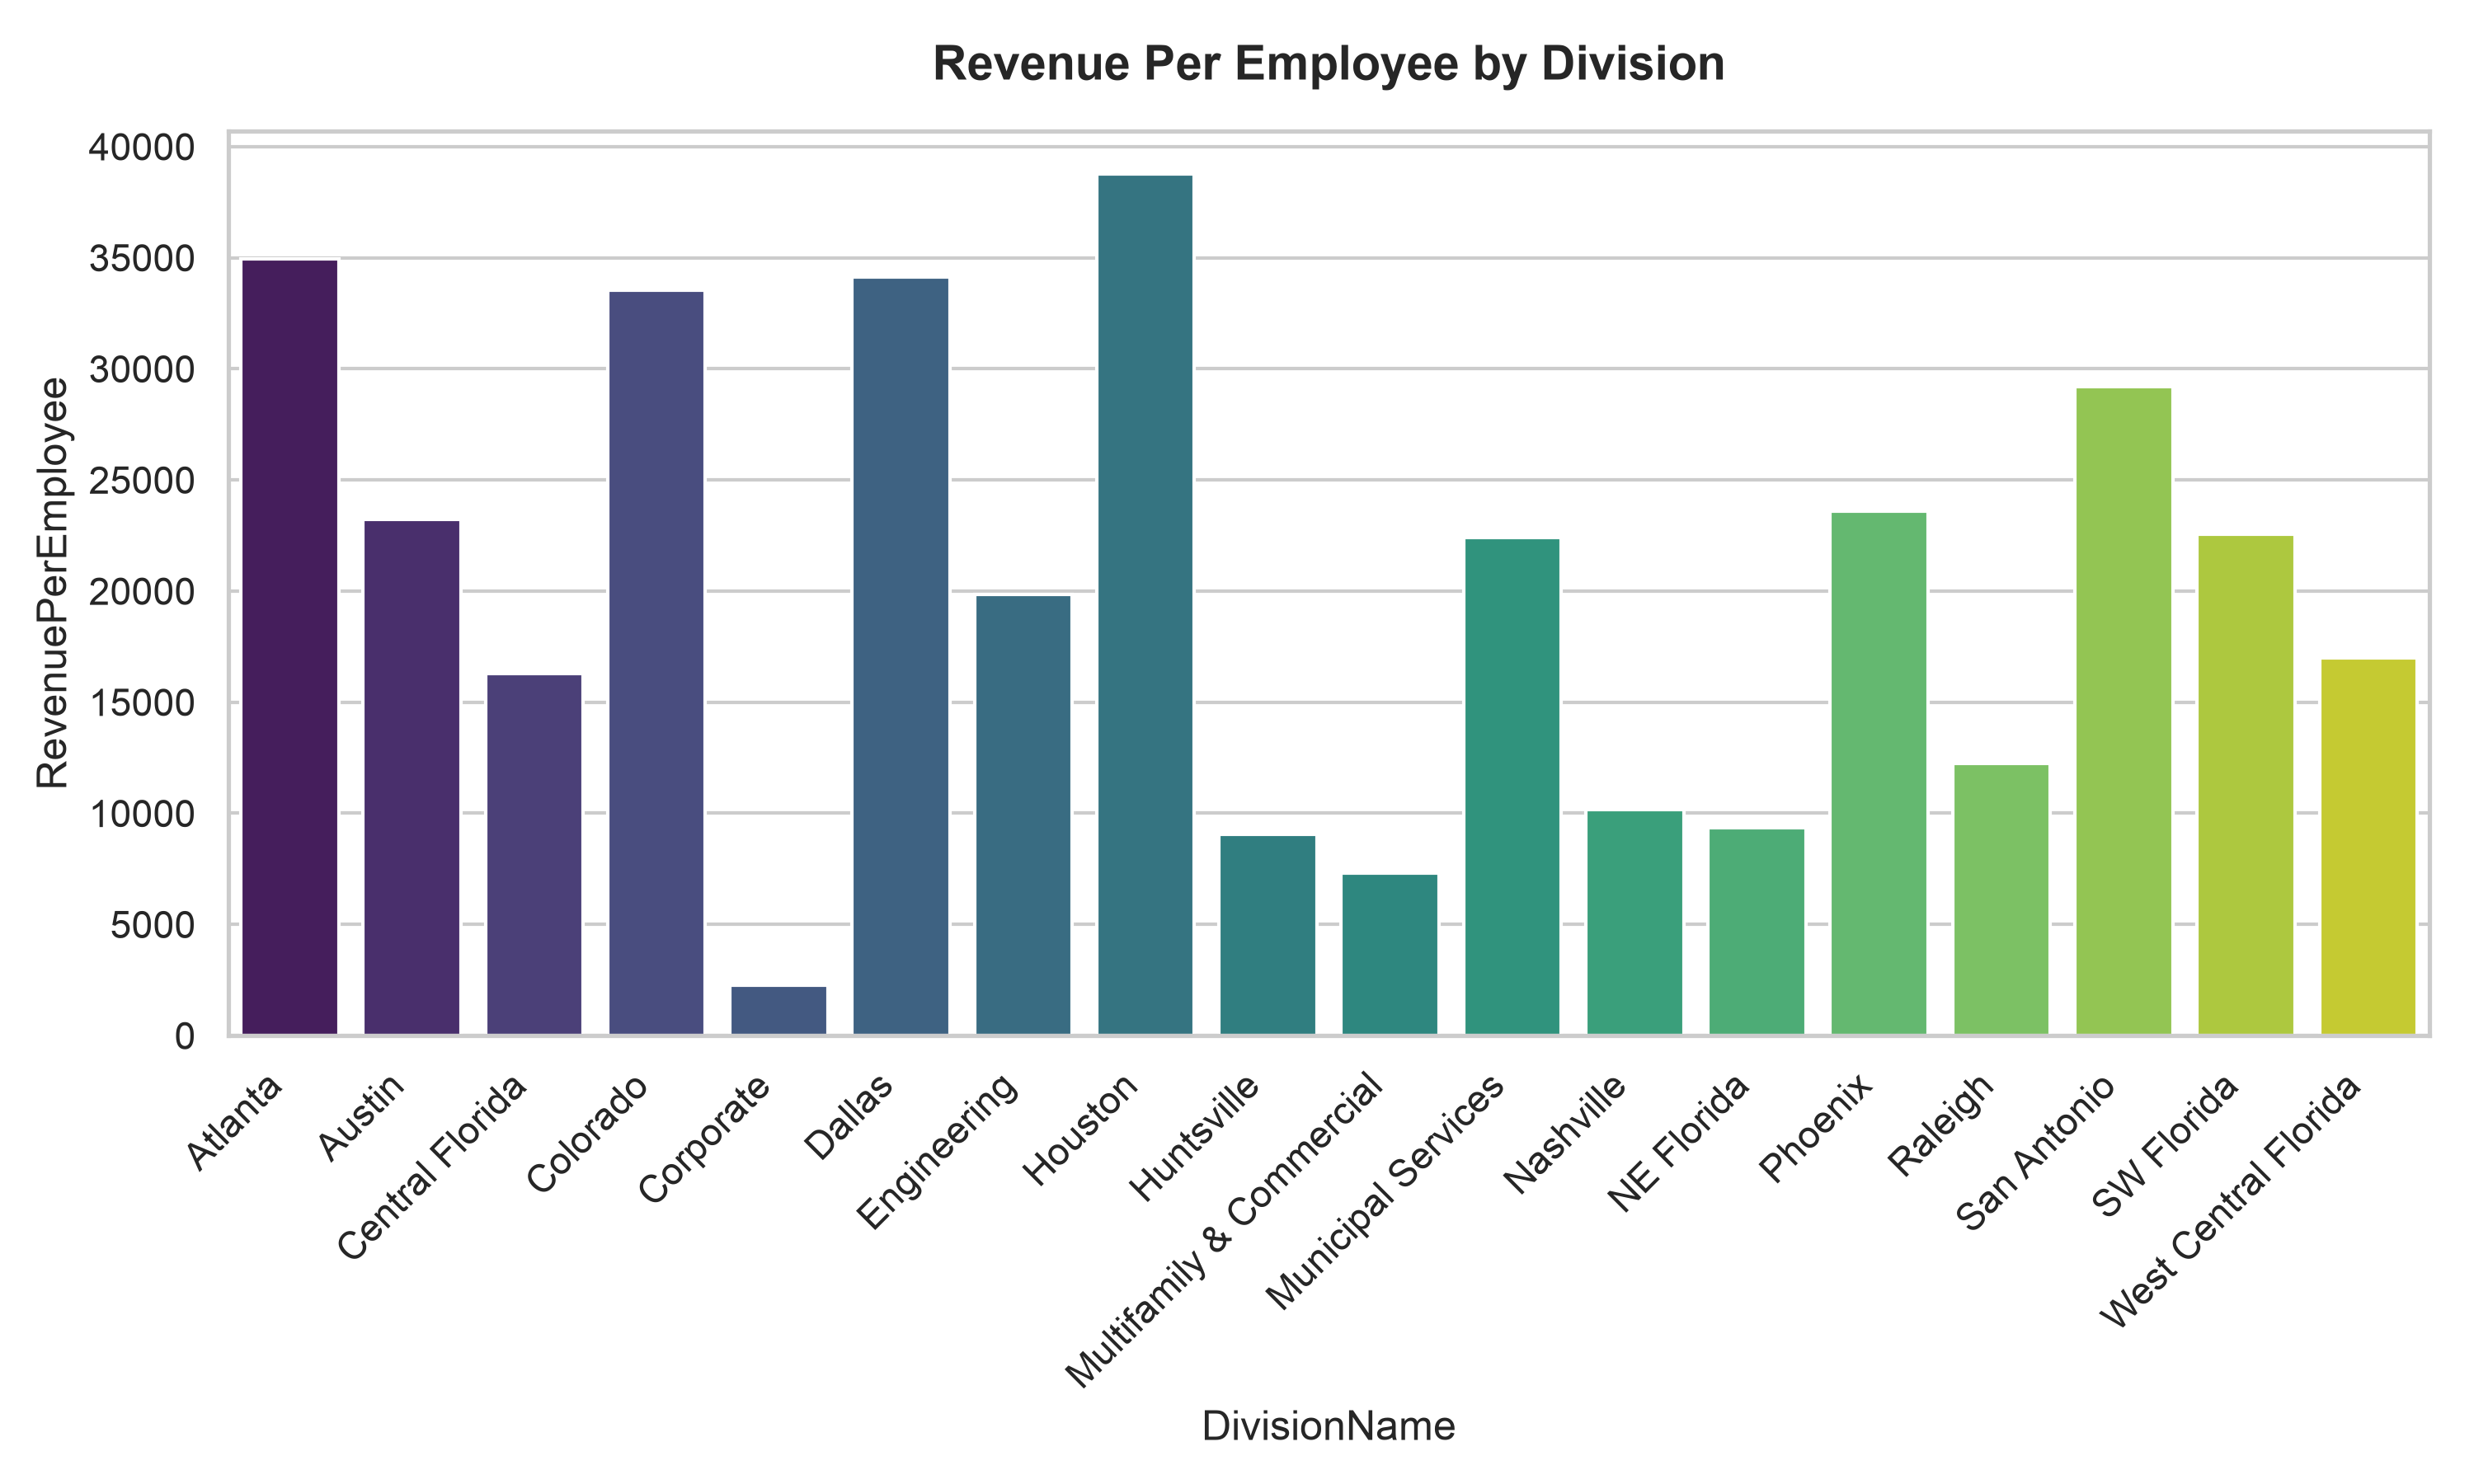 Revenue Per Employee by Division
RevenuePerEmployee
40000
35000
30000
25000
20000
15000
10000
5000
0
Atlanta
Austin
Central Florida
Colorado
Corporate
Dallas
Engineering
Houston
Huntsville
Multifamily & Commercial
Municipal Services
Nashville
NE Florida
Phoenix
Raleigh
San Antonio
SW Florida
West Central Florida
DivisionName